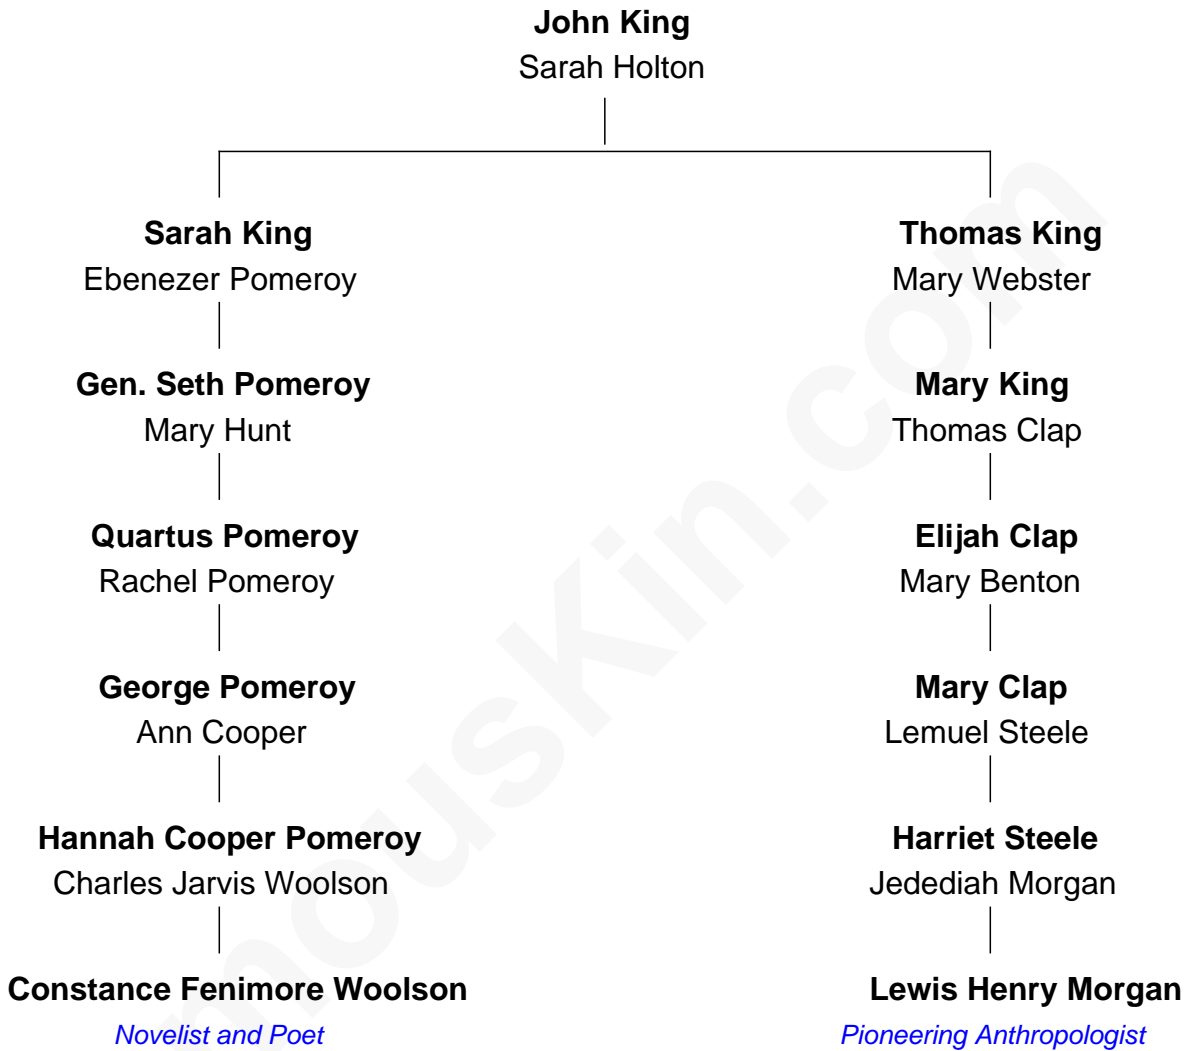 John King
Sarah Holton
Sarah King
Ebenezer Pomeroy
Thomas King
Mary Webster
Gen. Seth Pomeroy
Mary Hunt
Mary King
Thomas Clap
Quartus Pomeroy
Rachel Pomeroy
Elijah Clap
Mary Benton
George Pomeroy
Ann Cooper
Mary Clap
Lemuel Steele
Hannah Cooper Pomeroy
Charles Jarvis Woolson
Harriet Steele
Jedediah Morgan
Constance Fenimore Woolson
Novelist and Poet
Lewis Henry Morgan
Pioneering Anthropologist
mousKin.com